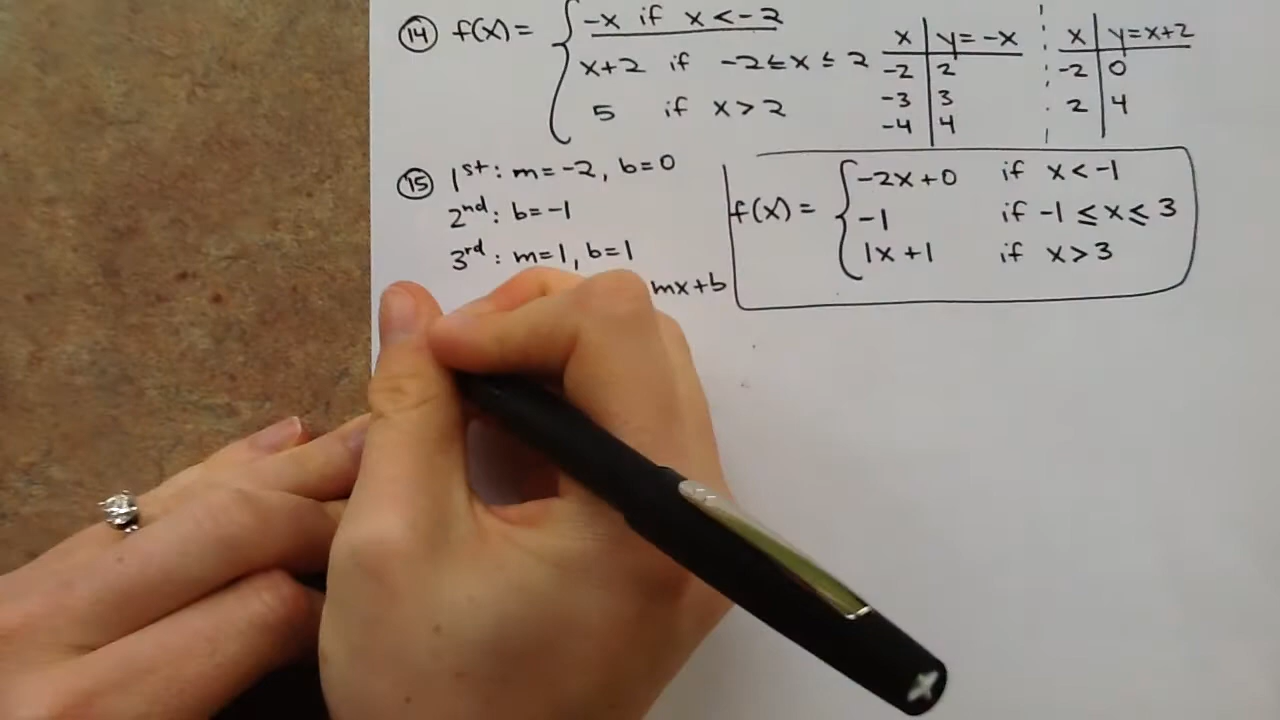 14 f(x) = { -x if x < -2
x+2 if -2 ≤ x ≤ 2
5 if x > 2
x | y = -x
-2 | 2
-3 | 3
-4 | 4
x | y = x+2
-2 | 0
2 | 4
15 1st: m = -2, b = 0
2nd: b = -1
3rd: m = 1, b = 1
mx + b
f(x) = { -2x + 0 if x < -1
-1 if -1 ≤ x ≤ 3
1x + 1 if x > 3